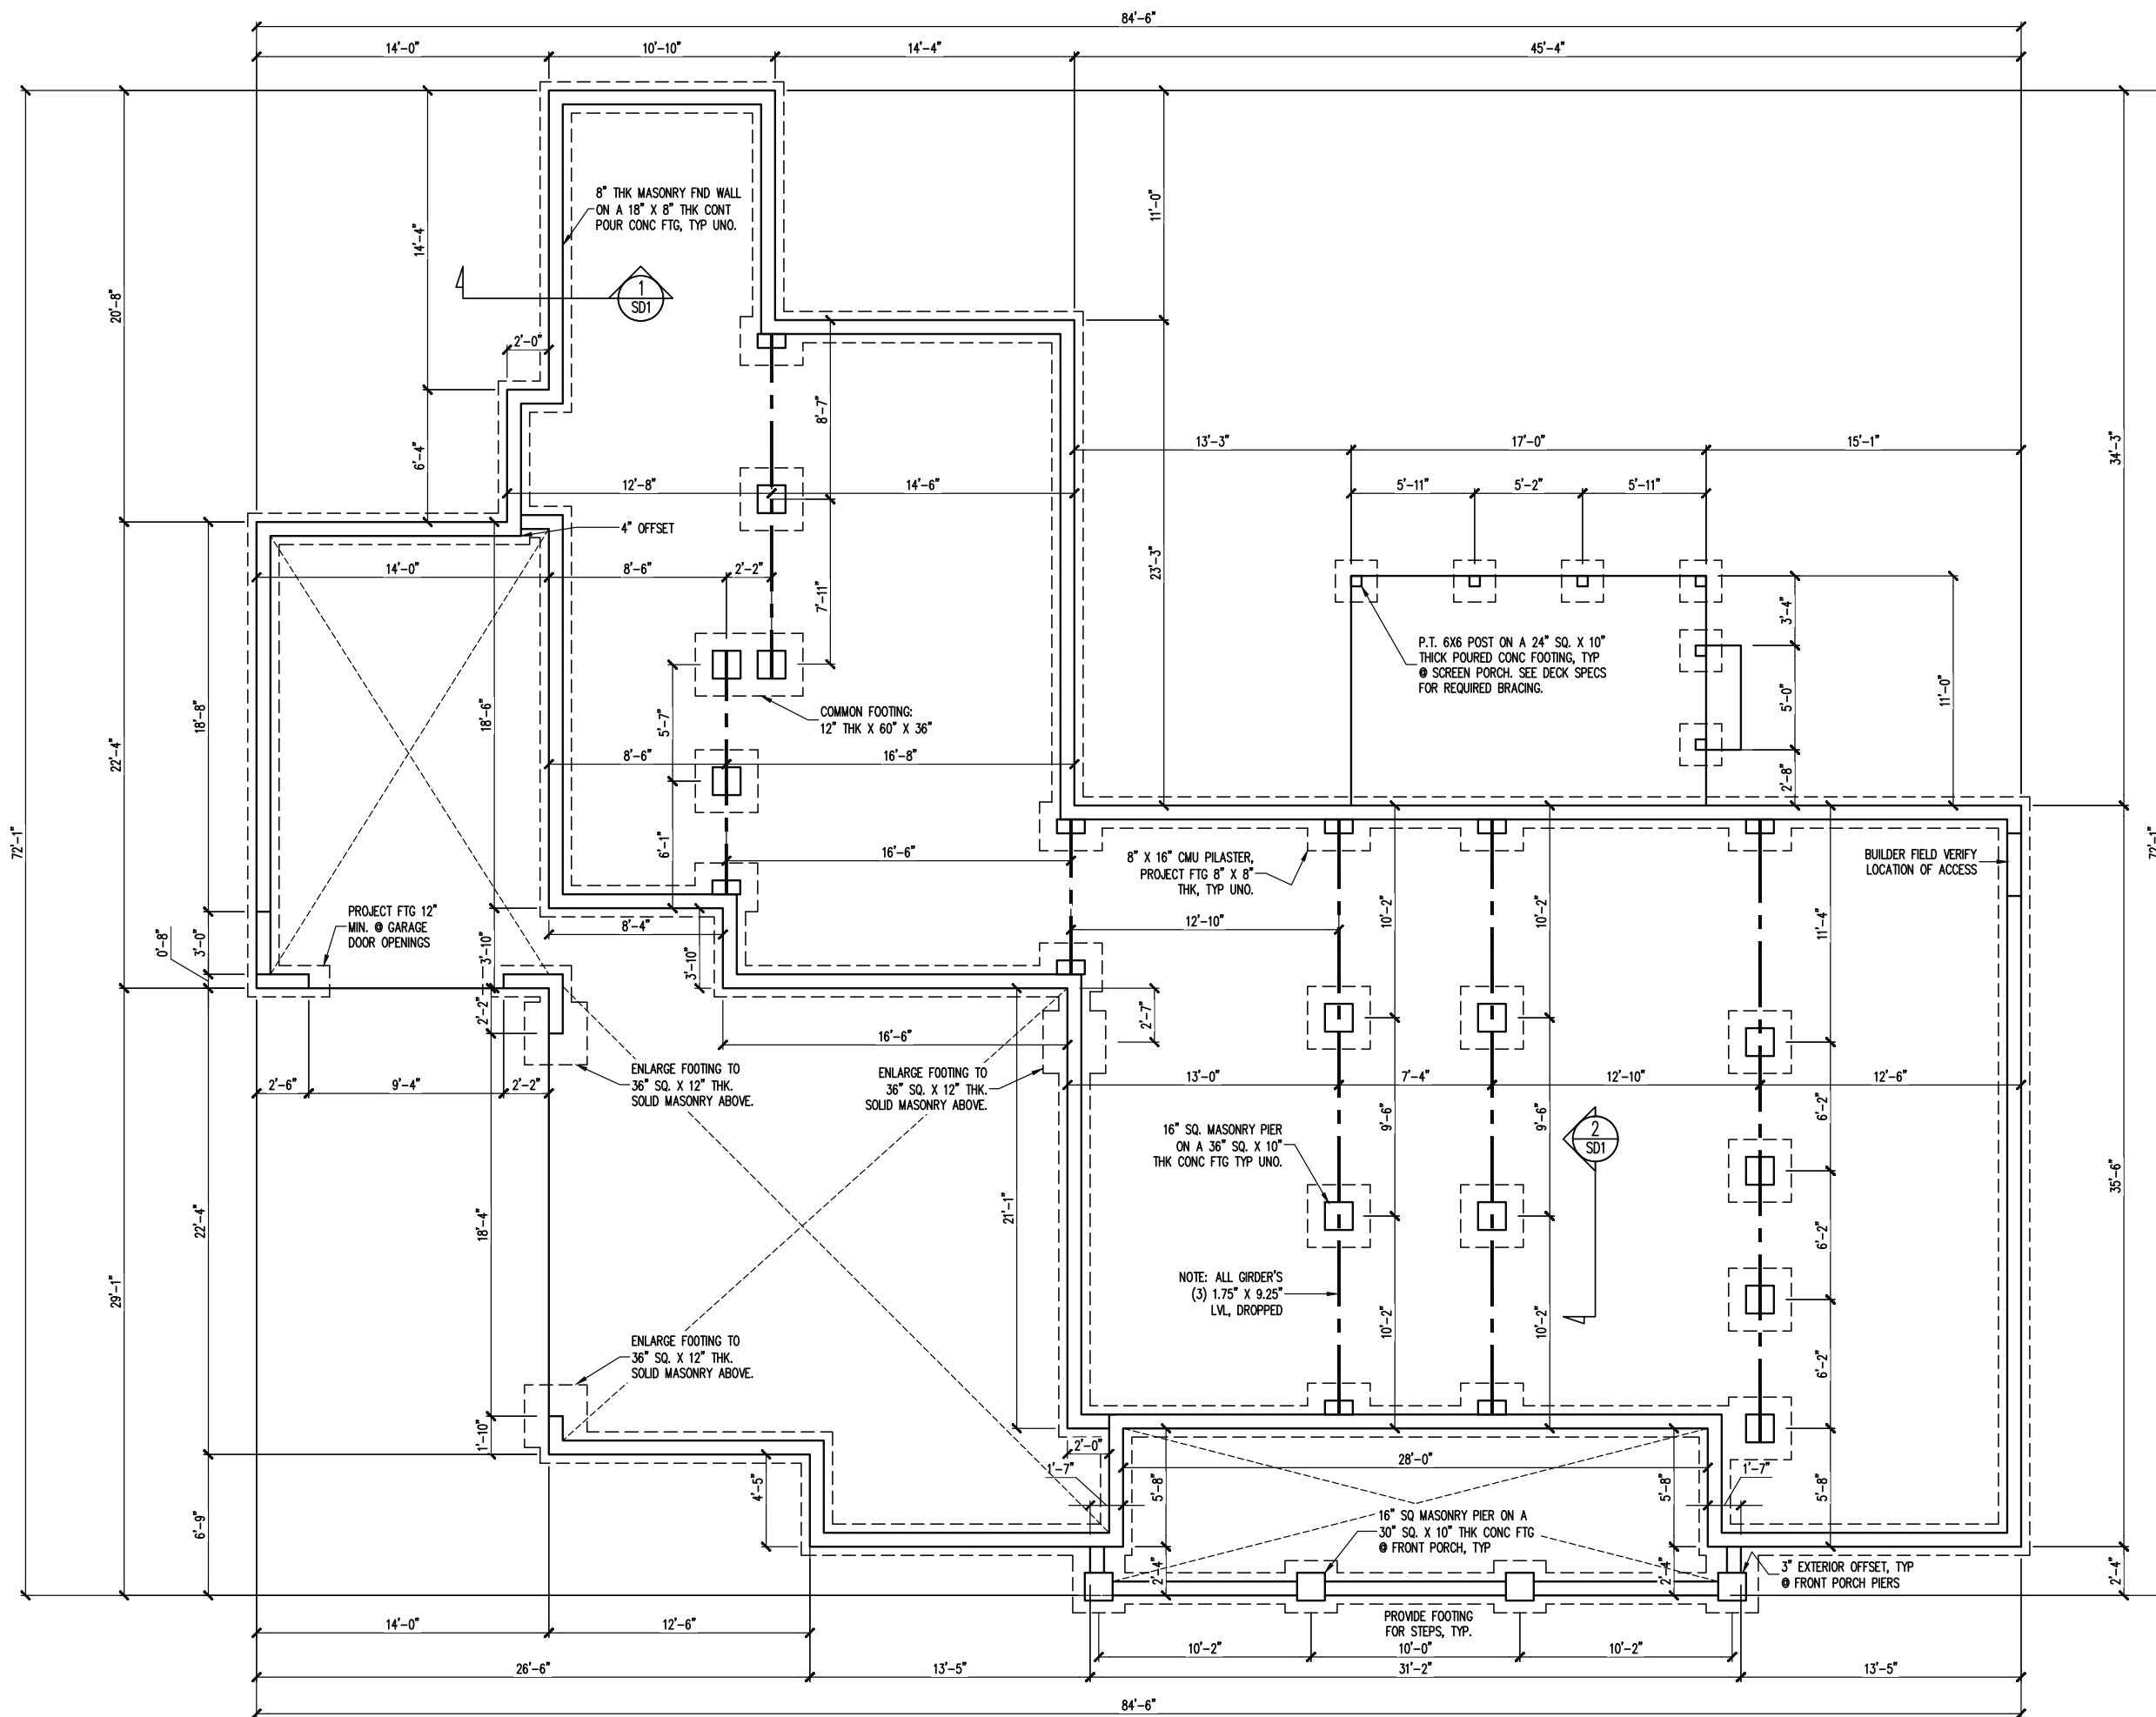 84'-6"
14'-0"
10'-10"
14'-4"
45'-4"
8" THK MASONRY FND WALL
ON A 18" X 8" THK CONT
POUR CONC FTG, TYP UNO.
14'-4"
11'-0"
20'-8"
1
SD1
2'-0"
8'-7"
6'-4"
34'-3"
13'-3"
17'-0"
15'-1"
12'-8"
14'-6"
5'-11"
5'-2"
5'-11"
4" OFFSET
23'-3"
14'-0"
8'-6"
2'-2"
7'-11"
3'-4"
P.T. 6X6 POST ON A 24" SQ. X 10"
THICK POURED CONC FOOTING, TYP
@ SCREEN PORCH. SEE DECK SPECS
FOR REQUIRED BRACING.
11'-0"
5'-0"
18'-8"
18'-6"
5'-7"
COMMON FOOTING:
12" THK X 60" X 36"
22'-4"
8'-6"
16'-8"
2'-8"
72'-1"
72'-1"
6'-1"
16'-6"
8" X 16" CMU PILASTER,
PROJECT FTG 8" X 8"
THK, TYP UNO.
BUILDER FIELD VERIFY
LOCATION OF ACCESS
PROJECT FTG 12"
MIN. @ GARAGE
DOOR OPENINGS
8'-4"
12'-10"
10'-2"
10'-2"
11'-4"
0'-8"
3'-0"
3'-10"
3'-10"
2'-2"
2'-7"
16'-6"
ENLARGE FOOTING TO
36" SQ. X 12" THK.
SOLID MASONRY ABOVE.
ENLARGE FOOTING TO
36" SQ. X 12" THK.
SOLID MASONRY ABOVE.
2'-6"
9'-4"
2'-2"
13'-0"
7'-4"
12'-10"
12'-6"
9'-6"
9'-6"
6'-2"
16" SQ. MASONRY PIER
ON A 36" SQ. X 10"
THK CONC FTG TYP UNO.
2
SD1
35'-6"
22'-4"
18'-4"
21'-1"
6'-2"
29'-1"
NOTE: ALL GIRDER'S
(3) 1.75" X 9.25"
LVL, DROPPED
10'-2"
10'-2"
6'-2"
ENLARGE FOOTING TO
36" SQ. X 12" THK.
SOLID MASONRY ABOVE.
1'-10"
2'-0"
28'-0"
1'-7"
1'-7"
4'-5"
5'-8"
5'-8"
5'-8"
6'-9"
16" SQ MASONRY PIER ON A
30" SQ. X 10" THK CONC FTG
@ FRONT PORCH, TYP
2'-4"
2'-4"
2'-4"
3" EXTERIOR OFFSET, TYP
@ FRONT PORCH PIERS
PROVIDE FOOTING
FOR STEPS, TYP.
14'-0"
12'-6"
10'-2"
10'-0"
10'-2"
26'-6"
13'-5"
31'-2"
13'-5"
84'-6"